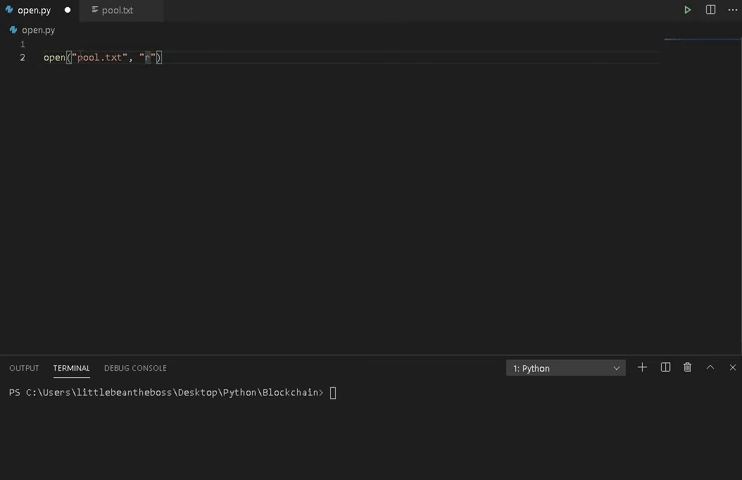 open.py
pool.txt
open.py
1
2 open("pool.txt", "r")
OUTPUT TERMINAL DEBUG CONSOLE
1: Python
PS C:\Users\littlebeantheboss\Desktop\Python\Blockchain>